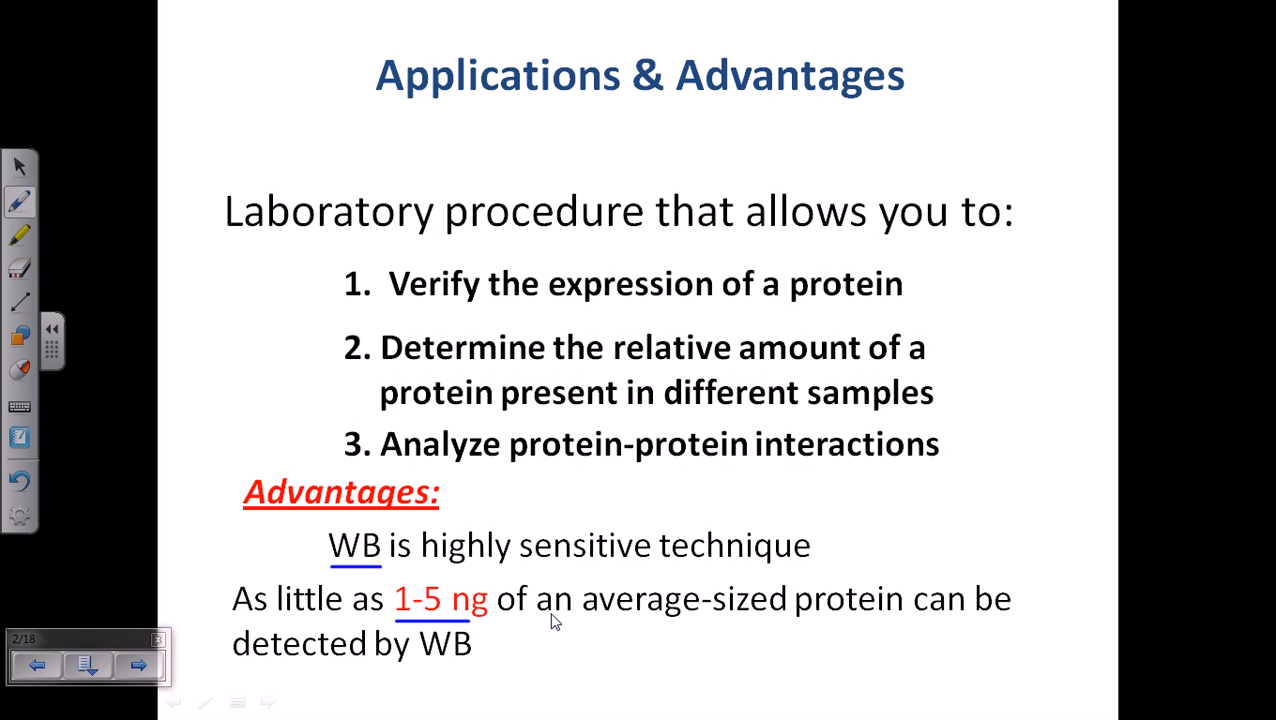 Applications & Advantages
Laboratory procedure that allows you to:
1. Verify the expression of a protein
2. Determine the relative amount of a
protein present in different samples
3. Analyze protein-protein interactions
Advantages:
WB is highly sensitive technique
As little as 1-5 ng of an average-sized protein can be
detected by WB
2/18